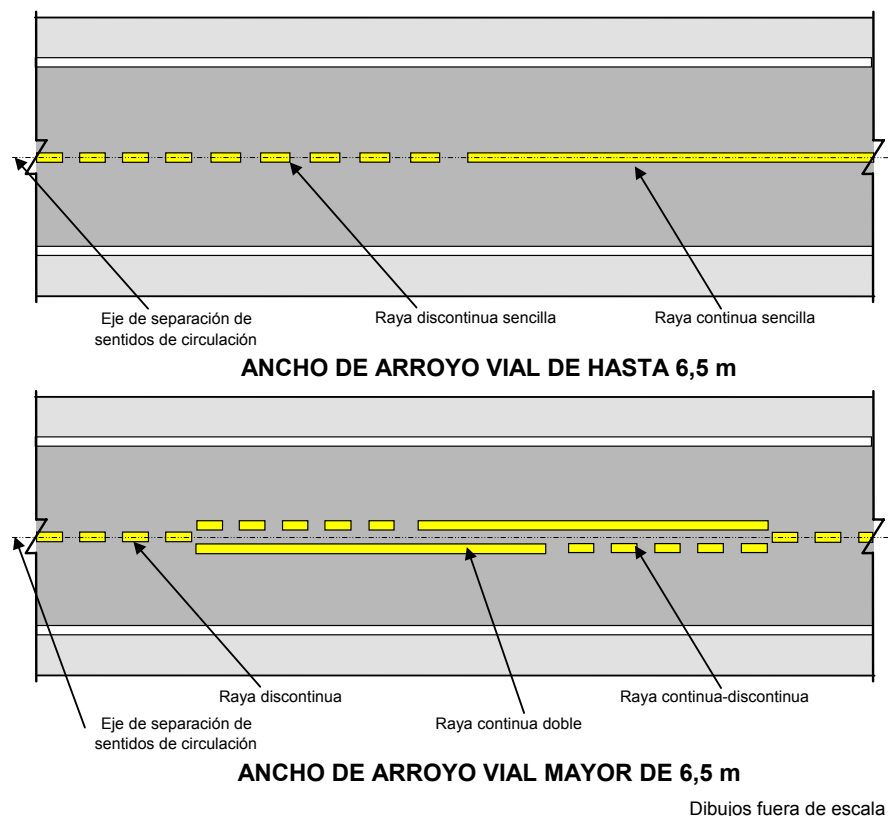 Eje de separación de
sentidos de circulación
Raya discontinua sencilla
Raya continua sencilla
ANCHO DE ARROYO VIAL DE HASTA 6,5 m
Raya discontinua
Raya continua-discontinua
Eje de separación de
sentidos de circulación
Raya continua doble
ANCHO DE ARROYO VIAL MAYOR DE 6,5 m
Dibujos fuera de escala